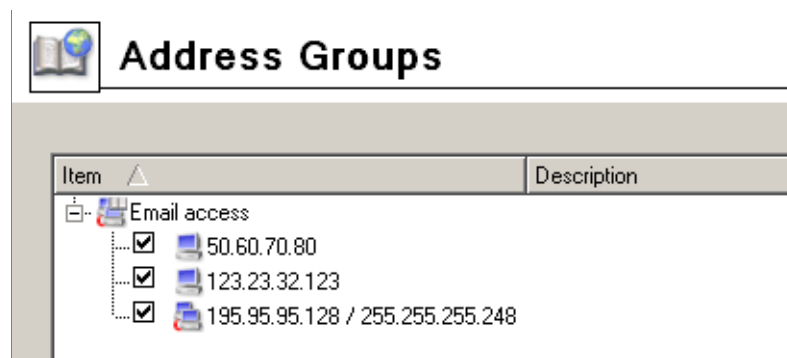 Address Groups
Item Description
Email access
50.60.70.80
123.23.32.123
195.95.95.128 / 255.255.255.248